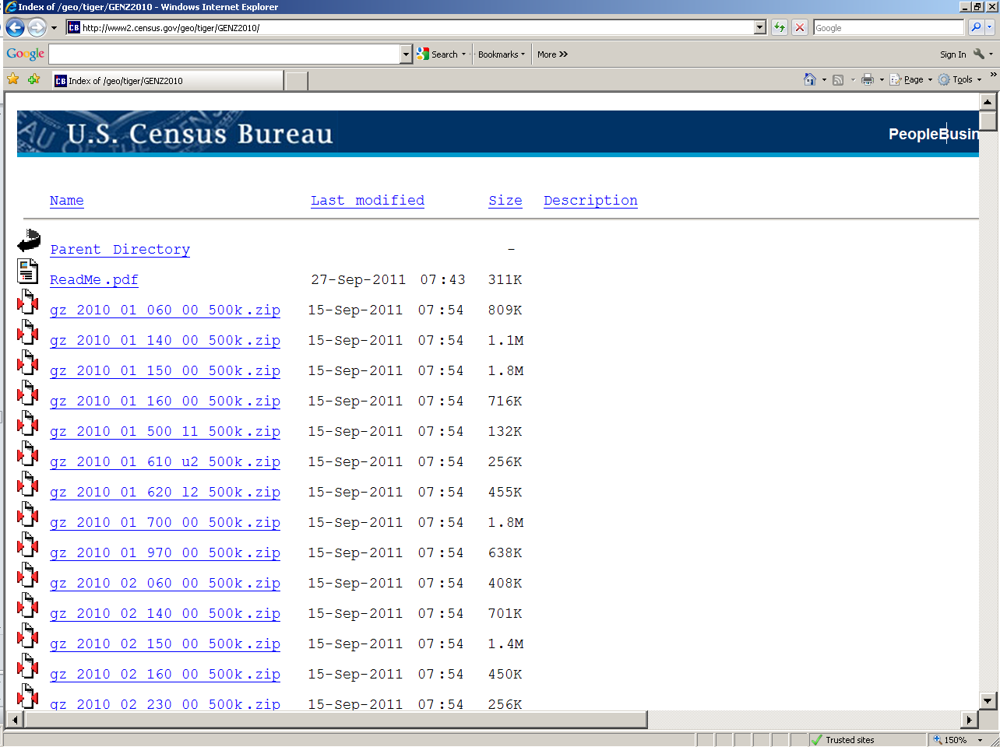 Index of /geo/tiger/GENZ2010 - Windows Internet Explorer
http://www2.census.gov/geo/tiger/GENZ2010/
Google
Google
Search
Bookmarks
More »
Sign In
Index of /geo/tiger/GENZ2010
Page
Tools
U.S. Census Bureau
PeopleBusin
Name Last modified Size Description
Parent Directory -
ReadMe.pdf 27-Sep-2011 07:43 311K
gz_2010_01_060_00_500k.zip 15-Sep-2011 07:54 809K
gz_2010_01_140_00_500k.zip 15-Sep-2011 07:54 1.1M
gz_2010_01_150_00_500k.zip 15-Sep-2011 07:54 1.8M
gz_2010_01_160_00_500k.zip 15-Sep-2011 07:54 716K
gz_2010_01_500_11_500k.zip 15-Sep-2011 07:54 132K
gz_2010_01_610_u2_500k.zip 15-Sep-2011 07:54 256K
gz_2010_01_620_l2_500k.zip 15-Sep-2011 07:54 455K
gz_2010_01_700_00_500k.zip 15-Sep-2011 07:54 1.8M
gz_2010_01_970_00_500k.zip 15-Sep-2011 07:54 638K
gz_2010_02_060_00_500k.zip 15-Sep-2011 07:54 408K
gz_2010_02_140_00_500k.zip 15-Sep-2011 07:54 701K
gz_2010_02_150_00_500k.zip 15-Sep-2011 07:54 1.4M
gz_2010_02_160_00_500k.zip 15-Sep-2011 07:54 450K
gz_2010_02_230_00_500k.zip 15-Sep-2011 07:54 256K
Trusted sites
150%